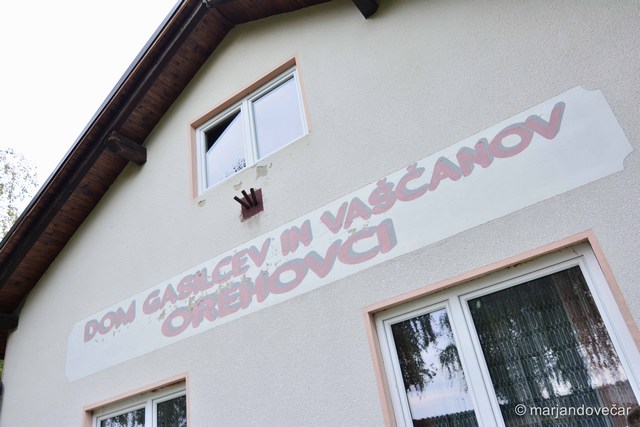 DOM GASILCEV IN VAŠČANOV
OREHOVCI
© marjandovečar